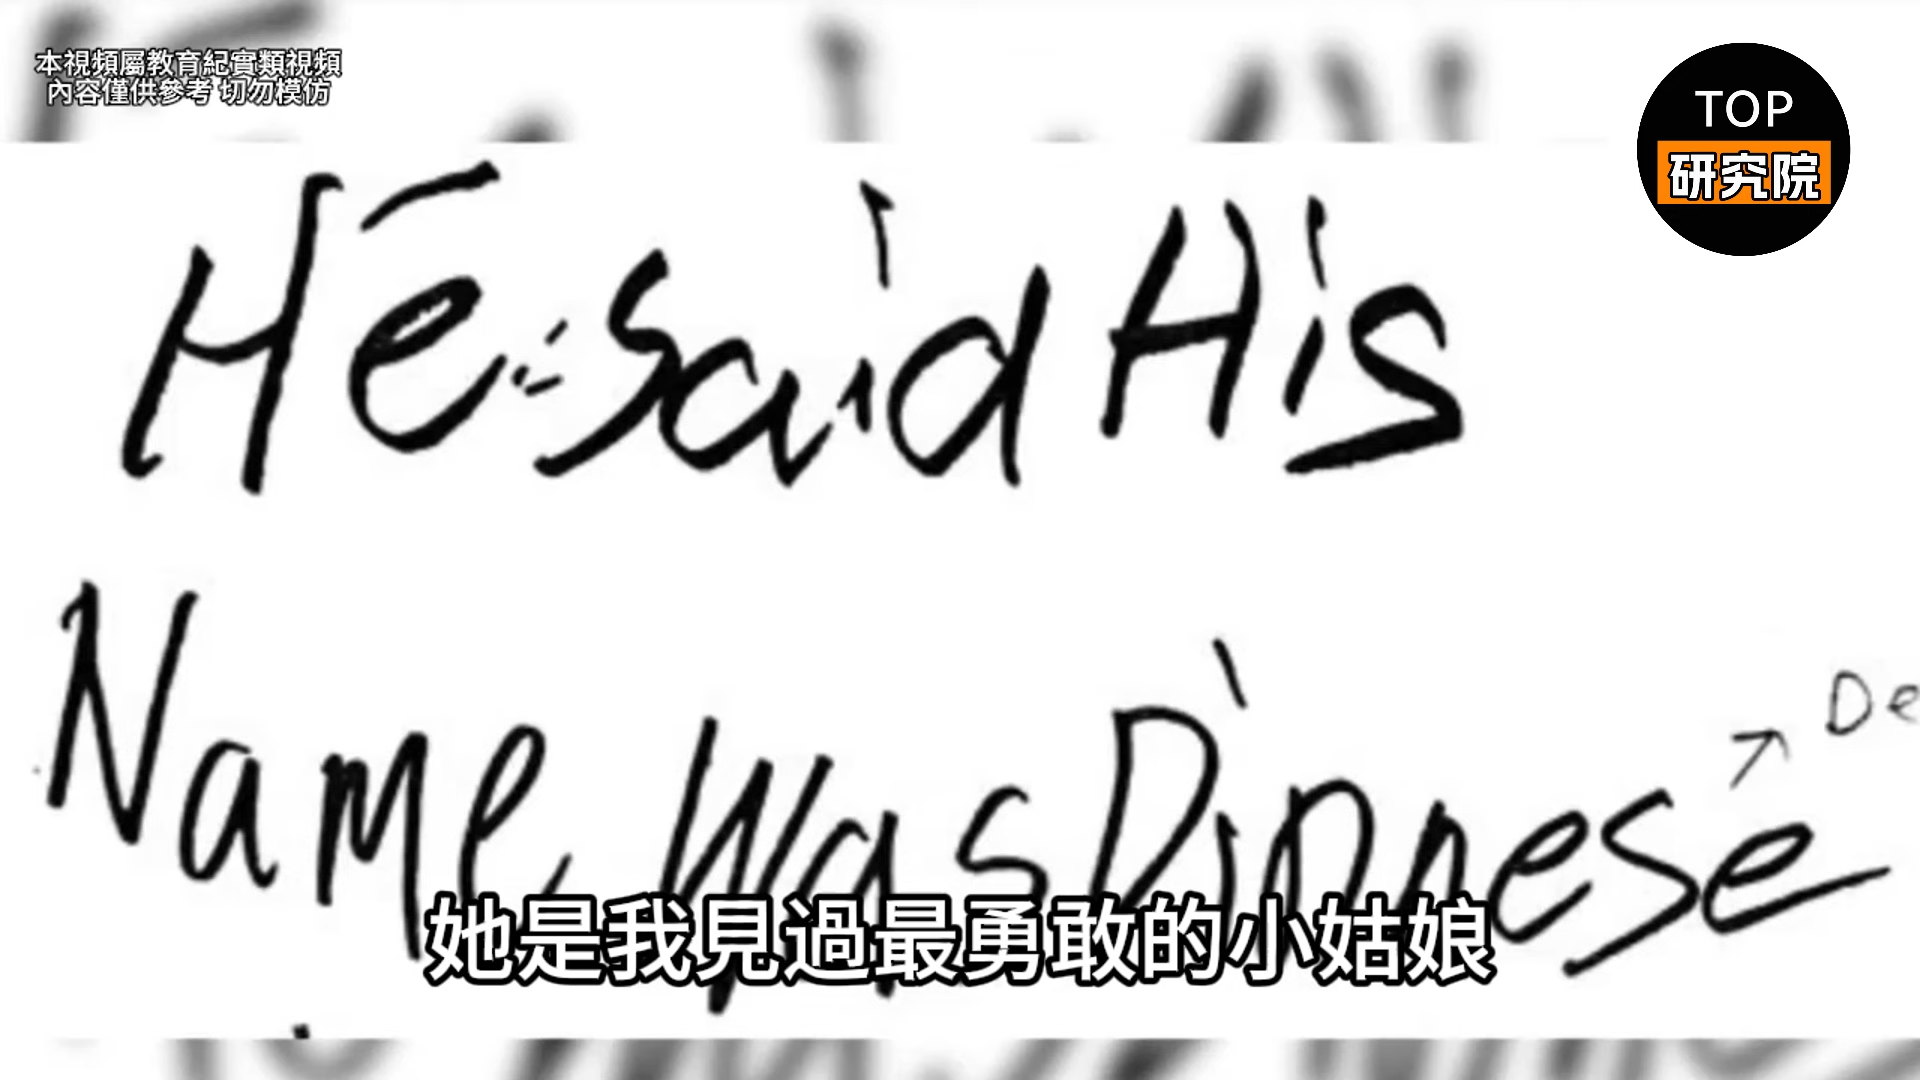 本視頻屬教育紀實類視頻
內容僅供參考 切勿模仿
TOP
研究院
He said His
Name Was Dinnese
De
她是我見過最勇敢的小姑娘